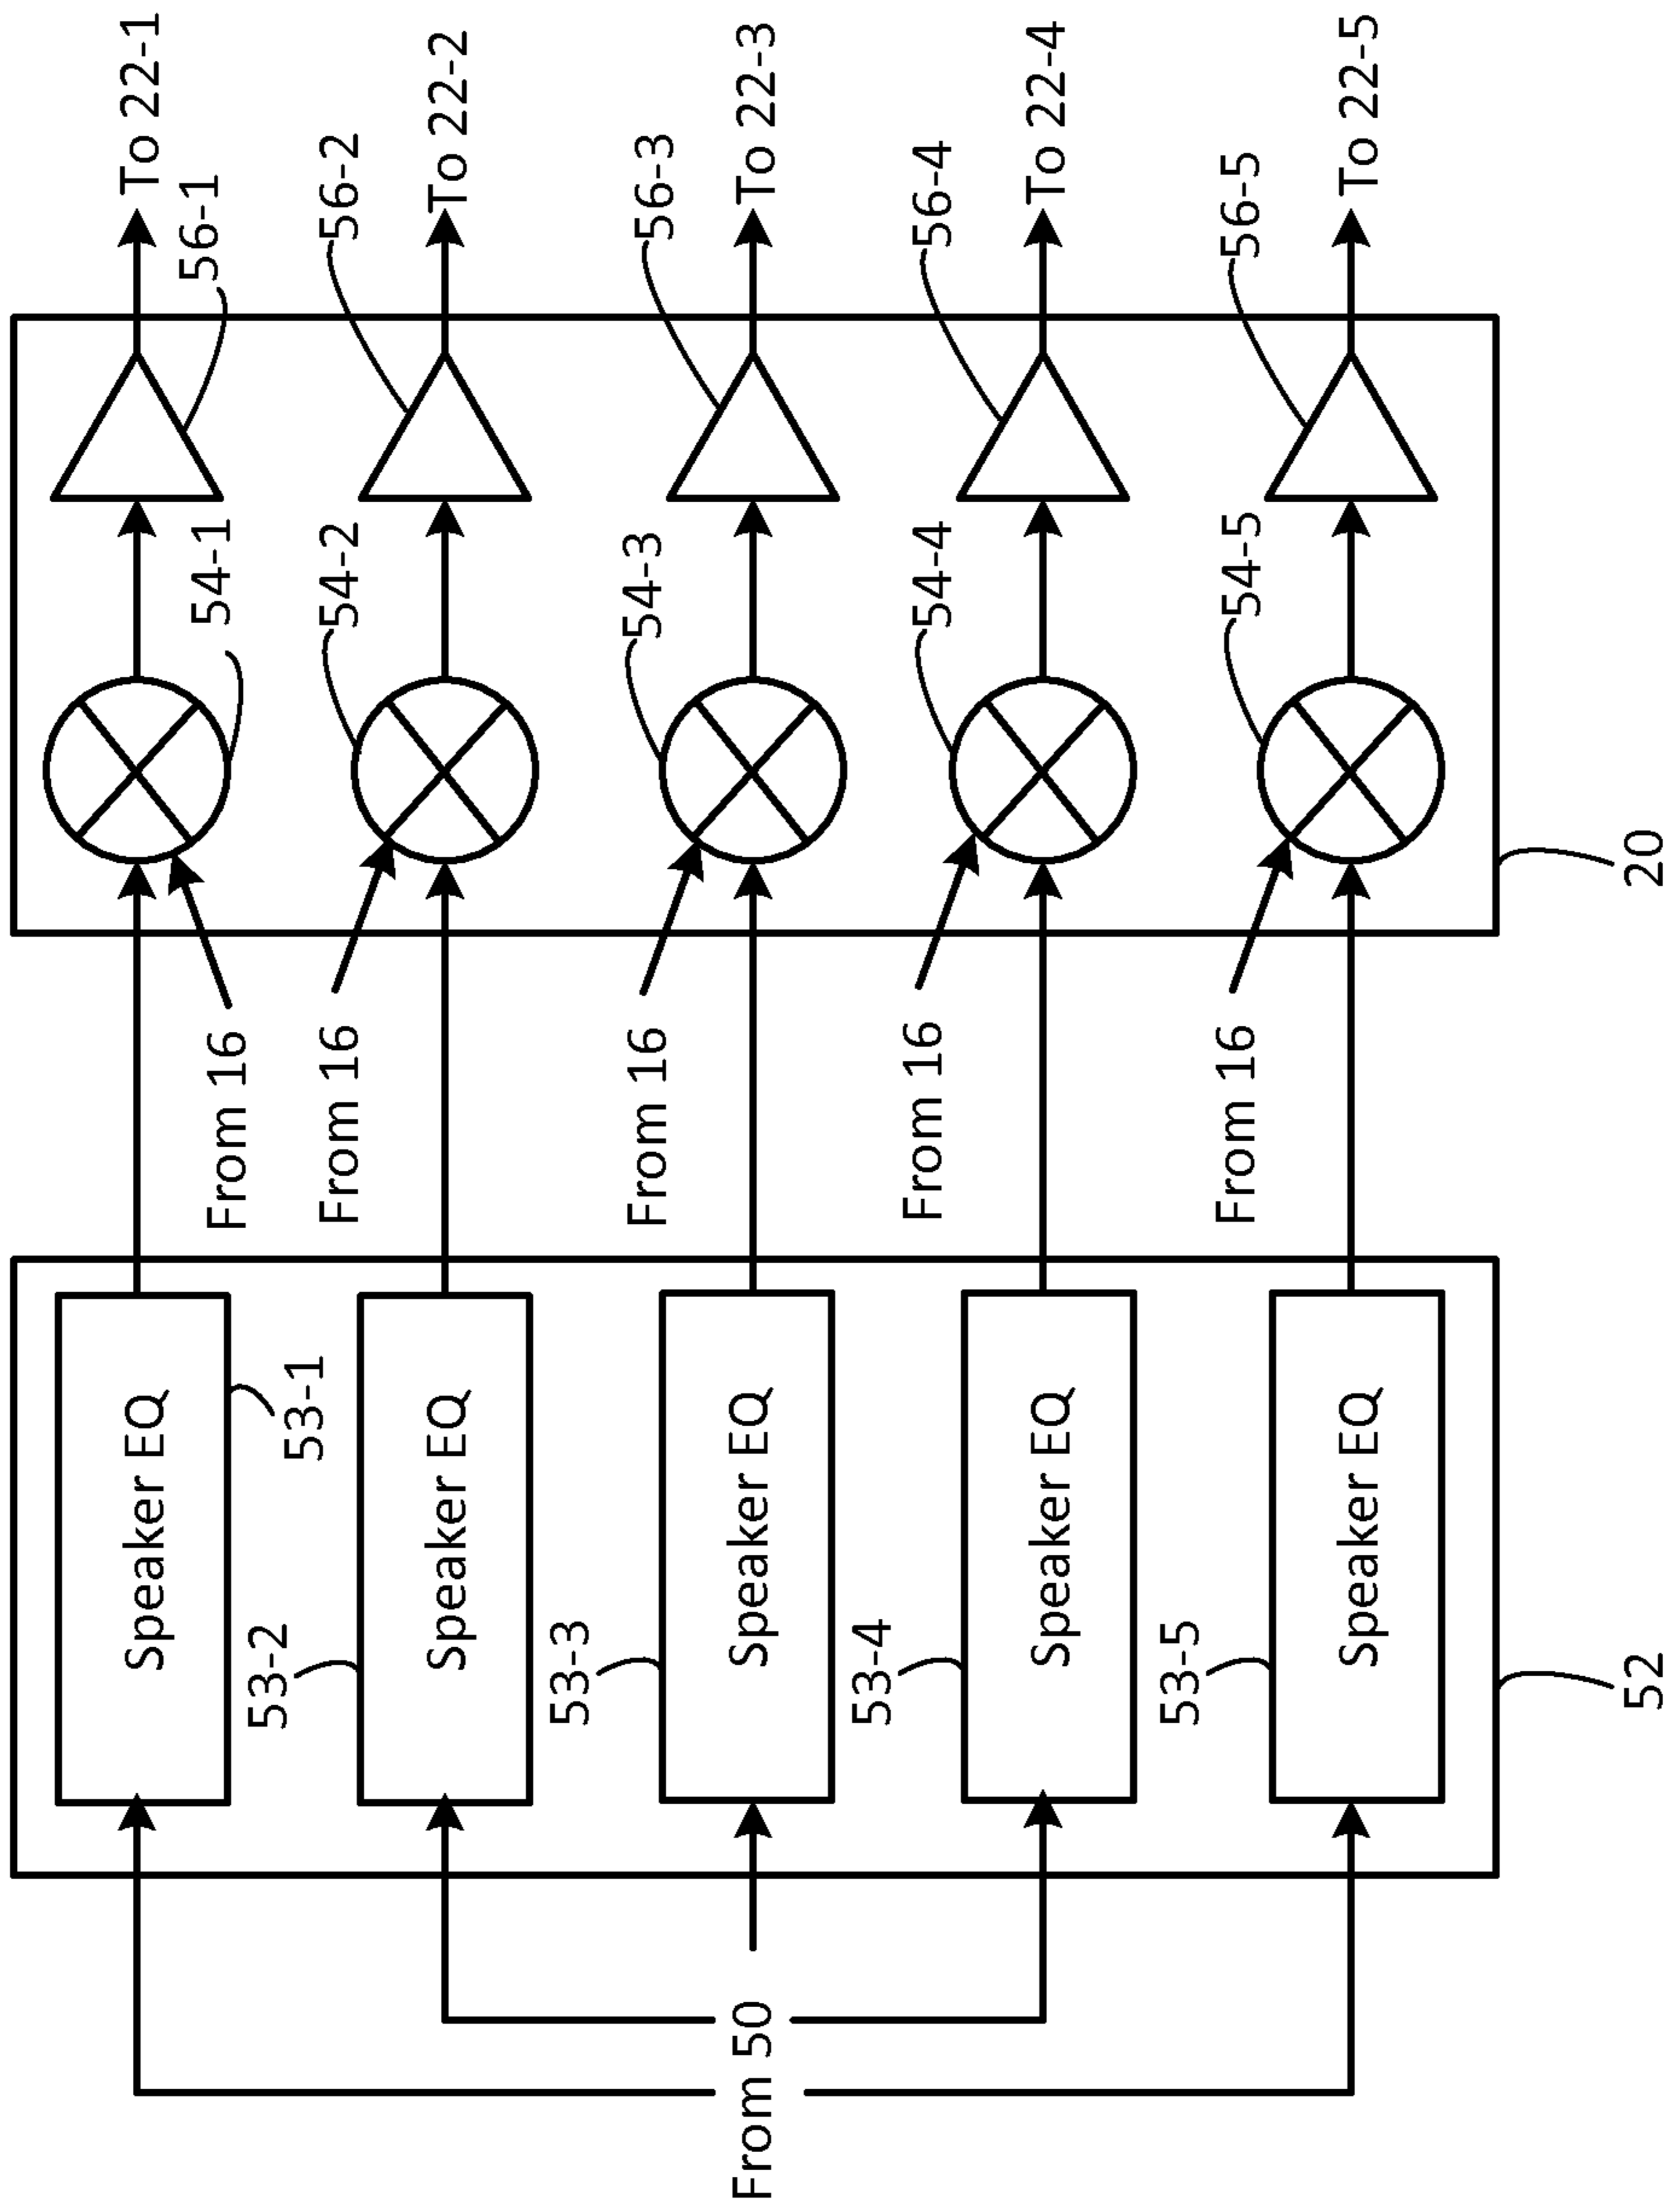 From 50
Speaker EQ
53-1
53-2
Speaker EQ
53-3
Speaker EQ
53-4
Speaker EQ
53-5
Speaker EQ
52
From 16
From 16
From 16
From 16
From 16
54-1
54-2
54-3
54-4
54-5
20
56-1
56-2
56-3
56-4
56-5
To 22-1
To 22-2
To 22-3
To 22-4
To 22-5